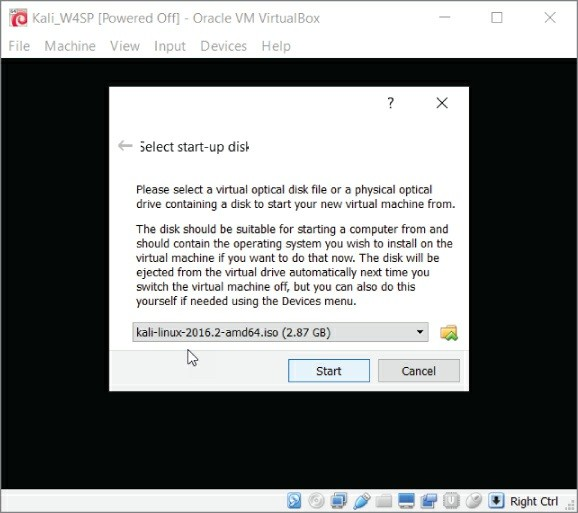 Kali_W4SP [Powered Off] - Oracle VM VirtualBox
File Machine View Input Devices Help
?
Select start-up disk
Please select a virtual optical disk file or a physical optical
drive containing a disk to start your new virtual machine from.
The disk should be suitable for starting a computer from and
should contain the operating system you wish to install on the
virtual machine if you want to do that now. The disk will be
ejected from the virtual drive automatically next time you
switch the virtual machine off, but you can also do this
yourself if needed using the Devices menu.
kali-linux-2016.2-amd64.iso (2.87 GB)
Start Cancel
Right Ctrl